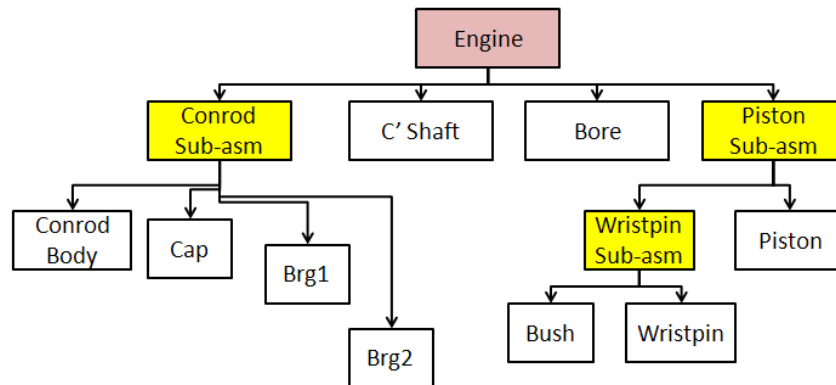 Engine
Conrod
Sub-asm
C' Shaft
Bore
Piston
Sub-asm
Conrod
Body
Cap
Brg1
Brg2
Wristpin
Sub-asm
Piston
Bush
Wristpin